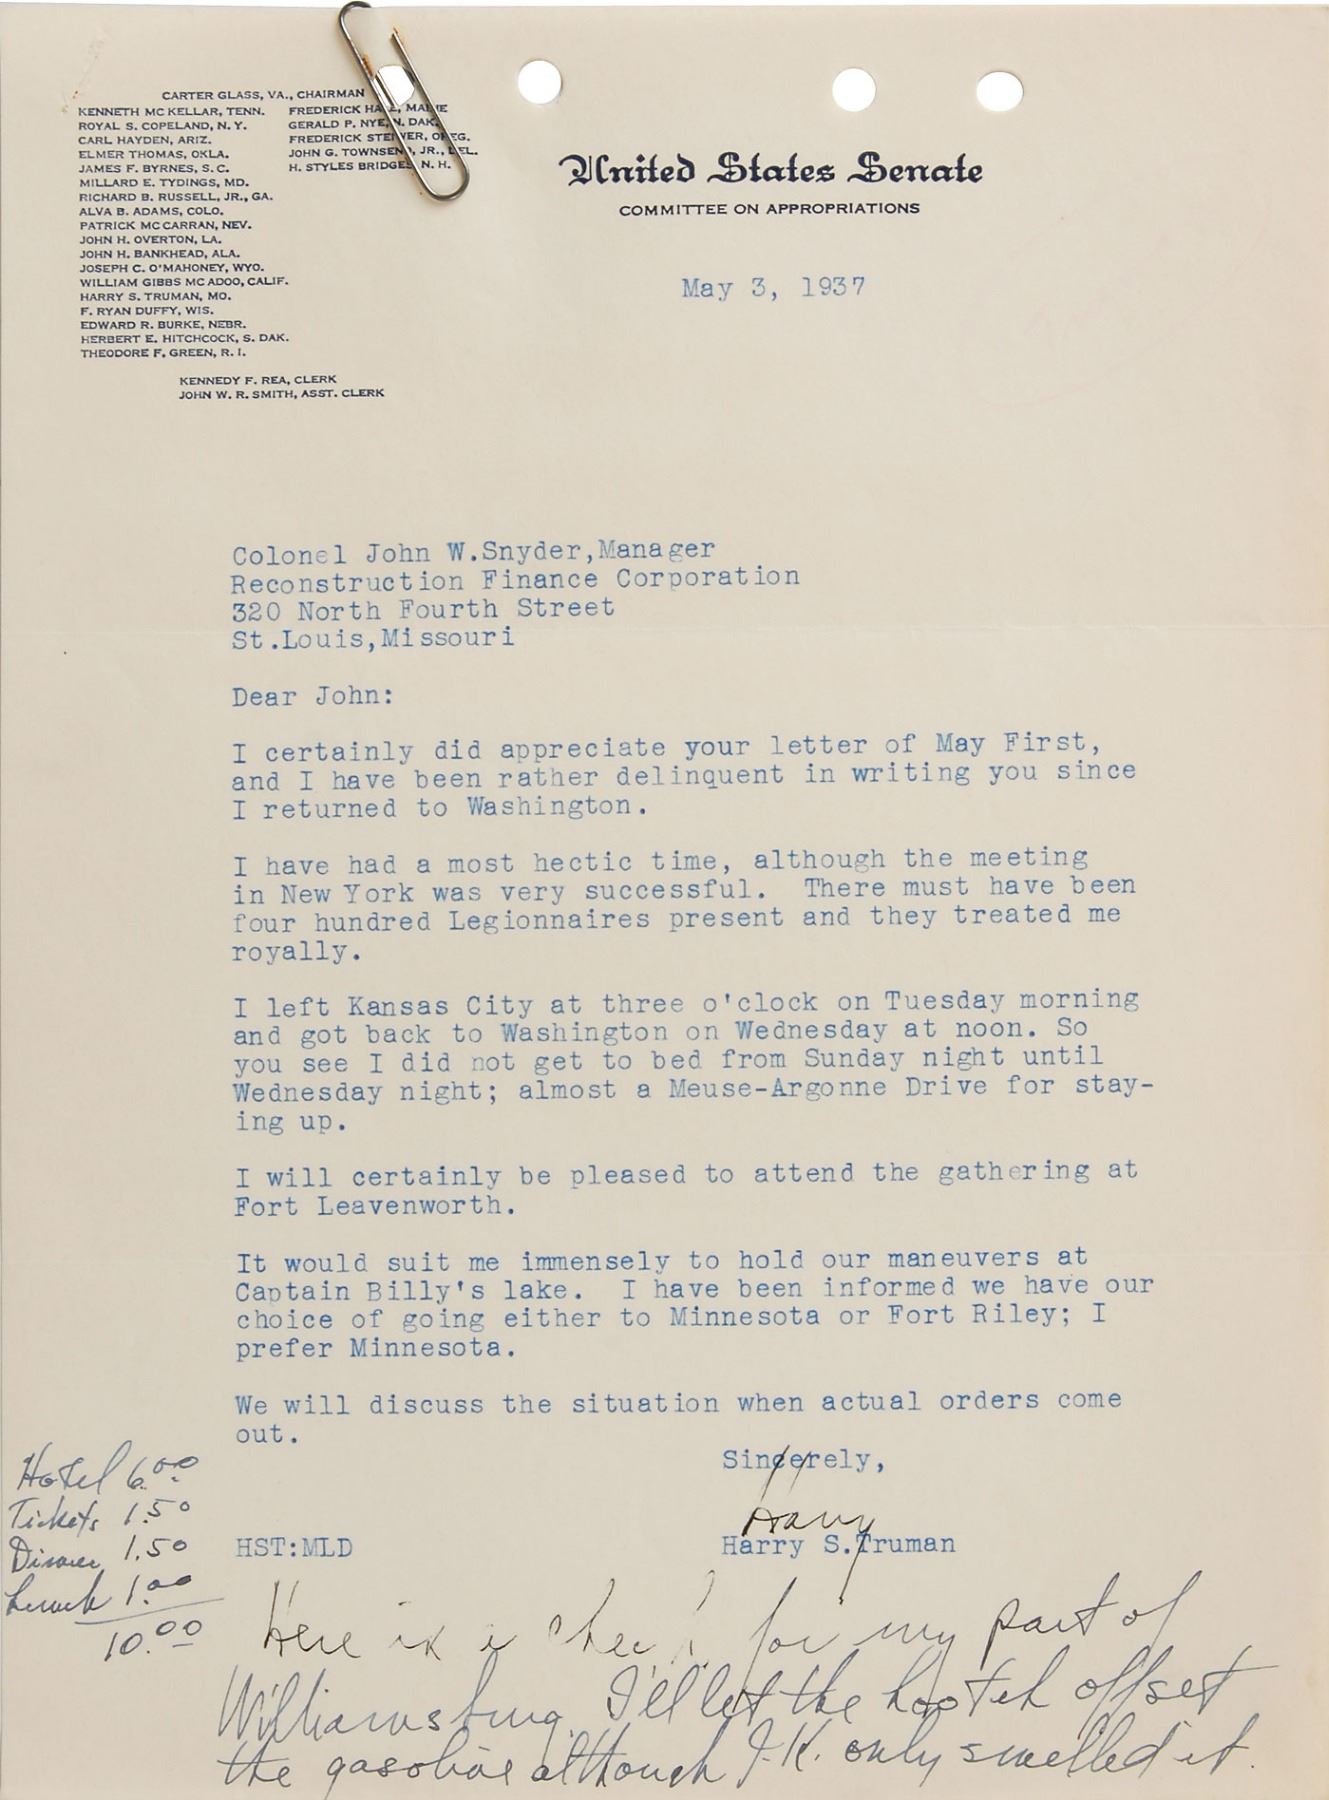 CARTER GLASS, VA., CHAIRMAN
KENNETH MC KELLAR, TENN.
ROYAL S. COPELAND, N. Y.
CARL HAYDEN, ARIZ.
ELMER THOMAS, OKLA.
JAMES F. BYRNES, S. C.
MILLARD E. TYDINGS, MD.
RICHARD B. RUSSELL, JR., GA.
ALVA B. ADAMS, COLO.
PATRICK MC CARRAN, NEV.
JOHN H. OVERTON, LA.
JOHN H. BANKHEAD, ALA.
JOSEPH C. O'MAHONEY, WYO.
WILLIAM GIBBS MC ADOO, CALIF.
HARRY S. TRUMAN, MO.
F. RYAN DUFFY, WIS.
EDWARD R. BURKE, NEBR.
HERBERT E. HITCHCOCK, S. DAK.
THEODORE F. GREEN, R. I.
FREDERICK HALE, MAINE
GERALD P. NYE, N. DAK.
FREDERICK STEIWER, OREG.
JOHN G. TOWNSEND, JR., DEL.
H. STYLES BRIDGES, N. H.
KENNEDY F. REA, CLERK
JOHN W. R. SMITH, ASST. CLERK
United States Senate
COMMITTEE ON APPROPRIATIONS
May 3, 1937
Colonel John W.Snyder,Manager
Reconstruction Finance Corporation
320 North Fourth Street
St.Louis,Missouri
Dear John:
I certainly did appreciate your letter of May First,
and I have been rather delinquent in writing you since
I returned to Washington.
I have had a most hectic time, although the meeting
in New York was very successful. There must have been
four hundred Legionnaires present and they treated me
royally.
I left Kansas City at three o'clock on Tuesday morning
and got back to Washington on Wednesday at noon. So
you see I did not get to bed from Sunday night until
Wednesday night; almost a Meuse-Argonne Drive for stay-
ing up.
I will certainly be pleased to attend the gathering at
Fort Leavenworth.
It would suit me immensely to hold our maneuvers at
Captain Billy's lake. I have been informed we have our
choice of going either to Minnesota or Fort Riley; I
prefer Minnesota.
We will discuss the situation when actual orders come
out.
Sincerely,
Harry
HST:MLD
Harry S.Truman
Hotel 6.00
Tickets 1.50
Dinner 1.50
Lunch 1.00
10.00
Here is a check for my part of
Williamsburg. I'll let the hootch offset
the gasoline although J.K. only smelled it.